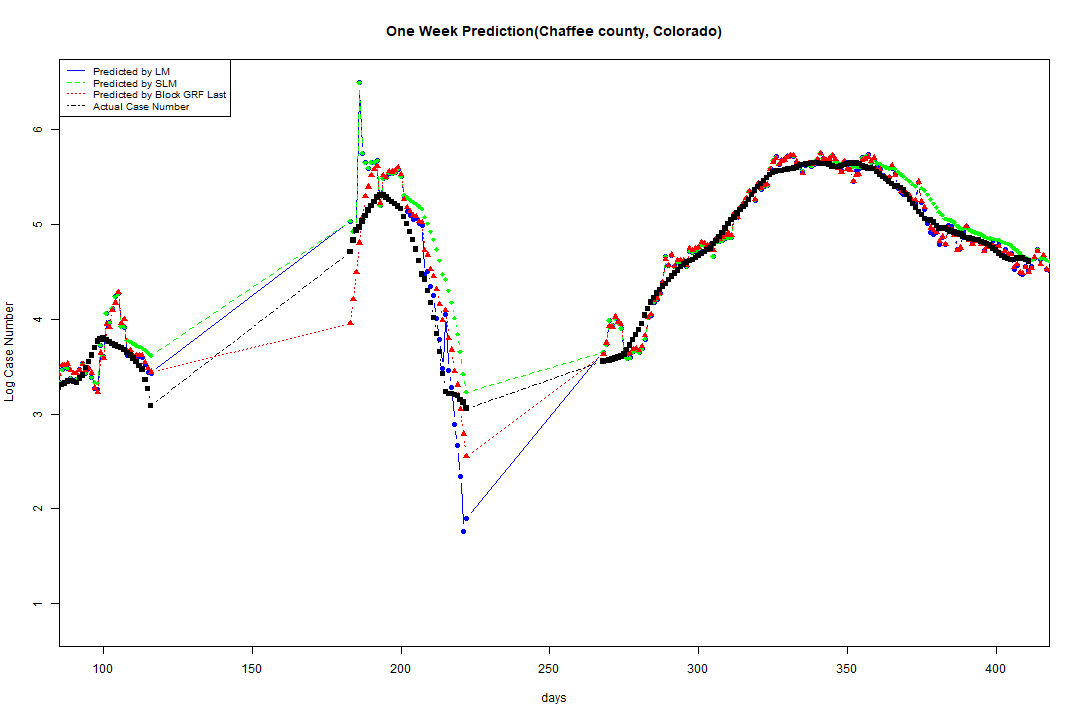 One Week Prediction(Chaffee county, Colorado)
Predicted by LM
Predicted by SLM
Predicted by Block GRF Last
Actual Case Number
6
5
4
3
2
1
Log Case Number
100 150 200 250 300 350 400
days